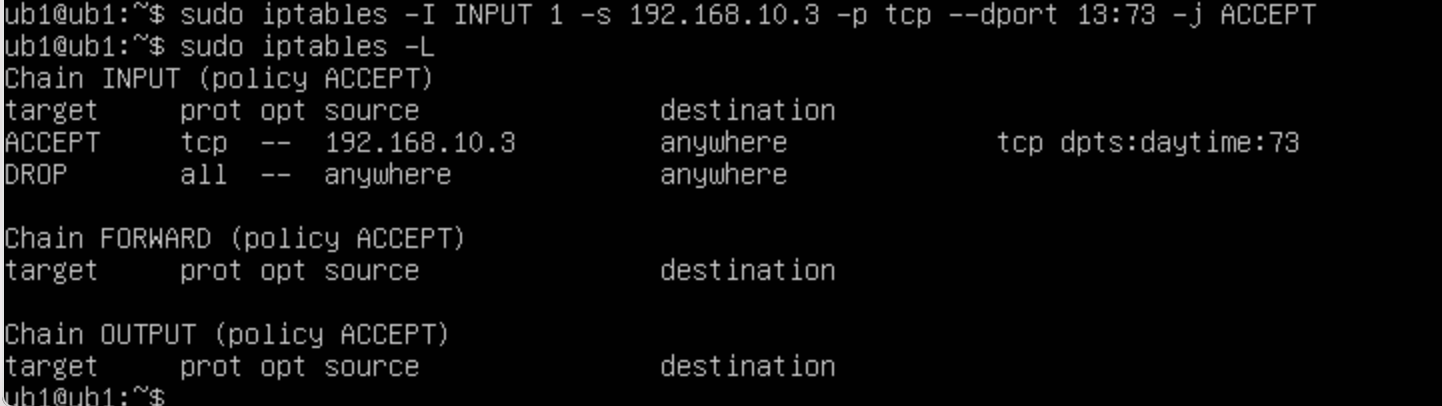 ub1@ub1:~$ sudo iptables -I INPUT 1 -s 192.168.10.3 -p tcp --dport 13:73 -j ACCEPT
ub1@ub1:~$ sudo iptables -L
Chain INPUT (policy ACCEPT)
target     prot opt source               destination
ACCEPT     tcp  --  192.168.10.3         anywhere             tcp dpts:daytime:73
DROP       all  --  anywhere             anywhere

Chain FORWARD (policy ACCEPT)
target     prot opt source               destination

Chain OUTPUT (policy ACCEPT)
target     prot opt source               destination
ub1@ub1:~$